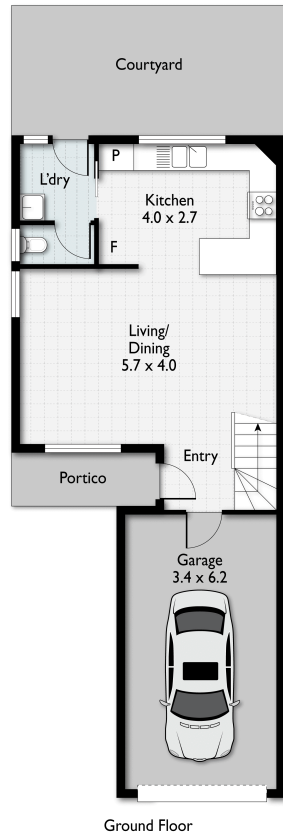 Courtyard
P
L'dry
Kitchen
4.0 x 2.7
F
Living/
Dining
5.7 x 4.0
Entry
Portico
Garage
3.4 x 6.2
Ground Floor